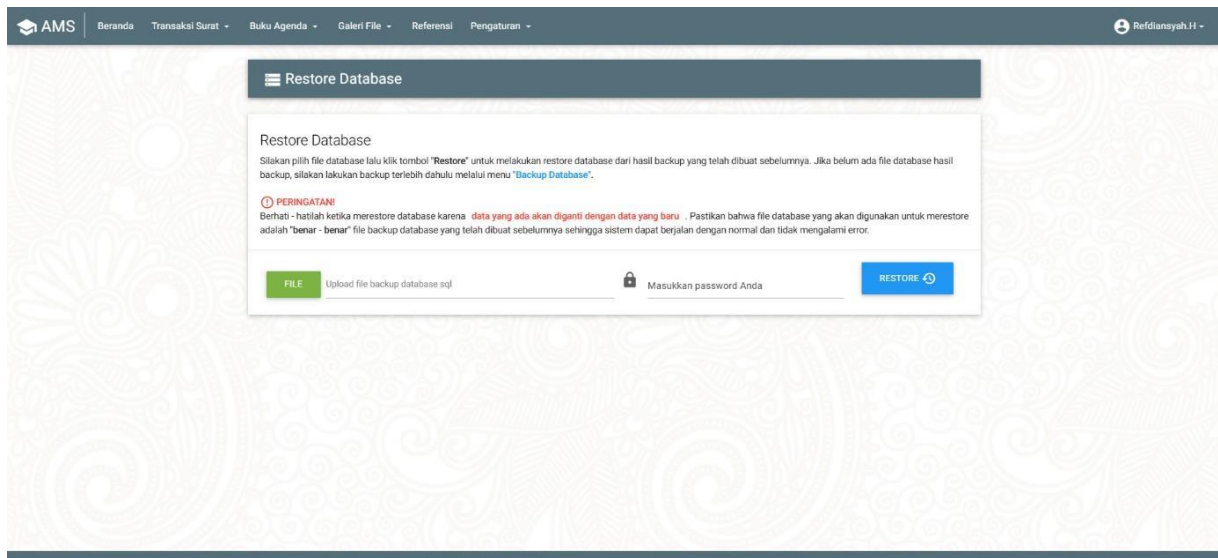 AMS Beranda Transaksi Surat Buku Agenda Galeri File Referensi Pengaturan Refdiansyah.H
Restore Database
Restore Database
Silakan pilih file database lalu klik tombol "Restore" untuk melakukan restore database dari hasil backup yang telah dibuat sebelumnya. Jika belum ada file database hasil
backup, silakan lakukan backup terlebih dahulu melalui menu "Backup Database".
PERINGATAN!
Berhati - hatilah ketika merestore database karena data yang ada akan diganti dengan data yang baru . Pastikan bahwa file database yang akan digunakan untuk merestore
adalah "benar - benar" file backup database yang telah dibuat sebelumnya sehingga sistem dapat berjalan dengan normal dan tidak mengalami error.
FILE Upload file backup database sql Masukkan password Anda RESTORE